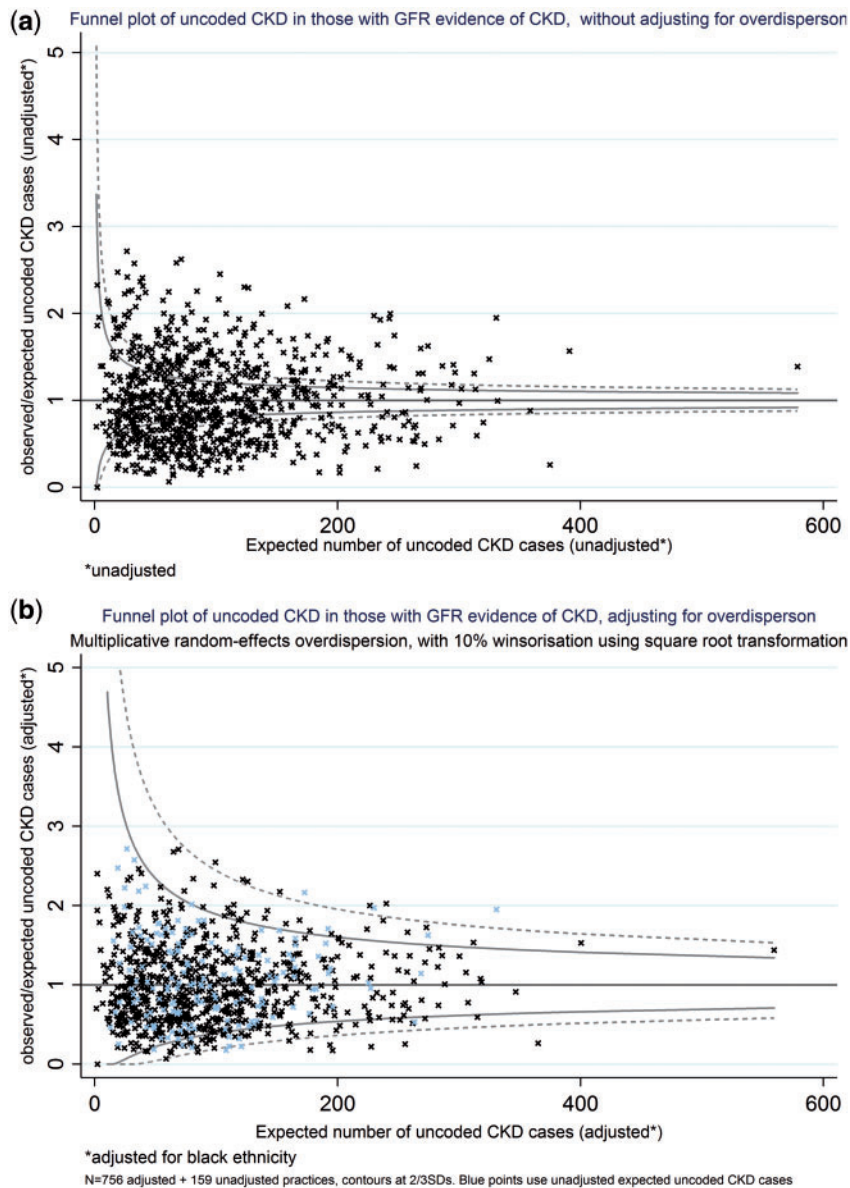 (a)
Funnel plot of uncoded CKD in those with GFR evidence of CKD, without adjusting for overdisperson
observed/expected uncoded CKD cases (unadjusted*)
5
4
3
2
1
0
0 200 400 600
Expected number of uncoded CKD cases (unadjusted*)
*unadjusted
(b)
Funnel plot of uncoded CKD in those with GFR evidence of CKD, adjusting for overdisperson
Multiplicative random-effects overdispersion, with 10% winsorisation using square root transformation
observed/expected uncoded CKD cases (adjusted*)
5
4
3
2
1
0
0 200 400 600
Expected number of uncoded CKD cases (adjusted*)
*adjusted for black ethnicity
N=756 adjusted + 159 unadjusted practices, contours at 2/3SDs. Blue points use unadjusted expected uncoded CKD cases